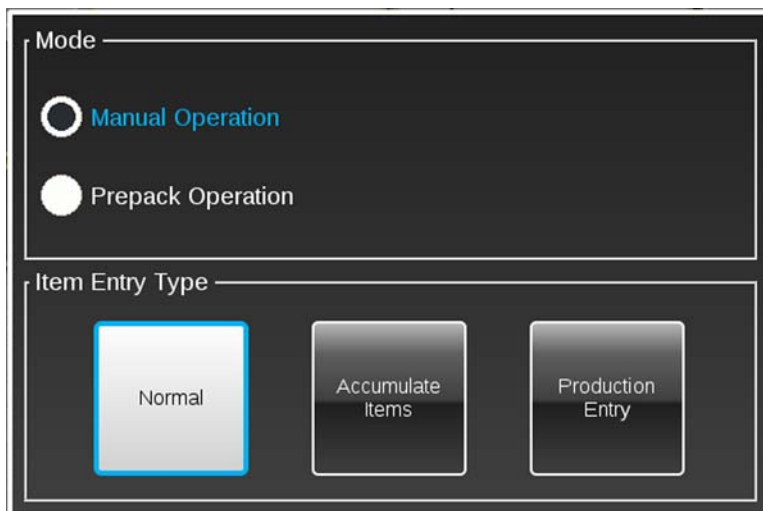 Mode
Manual Operation
Prepack Operation
Item Entry Type
Normal
Accumulate
Items
Production
Entry